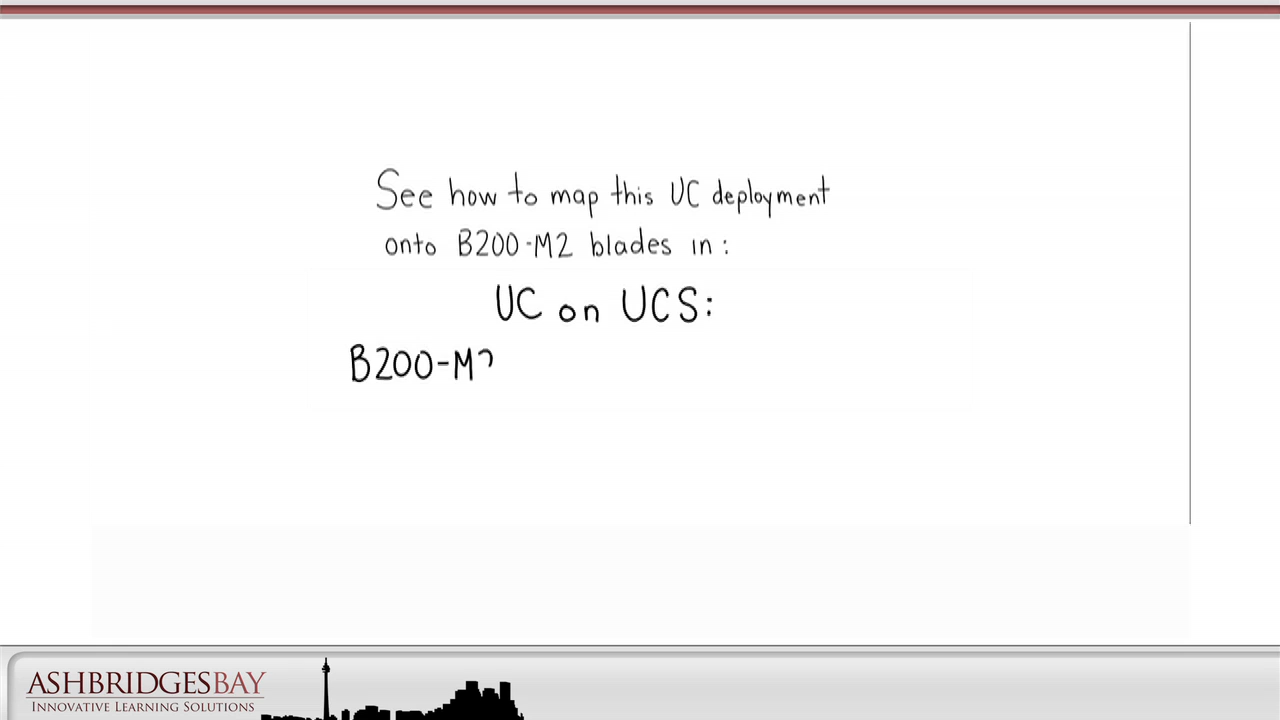 See how to map this UC deployment
onto B200-M2 blades in:
UC on UCS:
B200-M2
ASHBRIDGESBAY
INNOVATIVE LEARNING SOLUTIONS